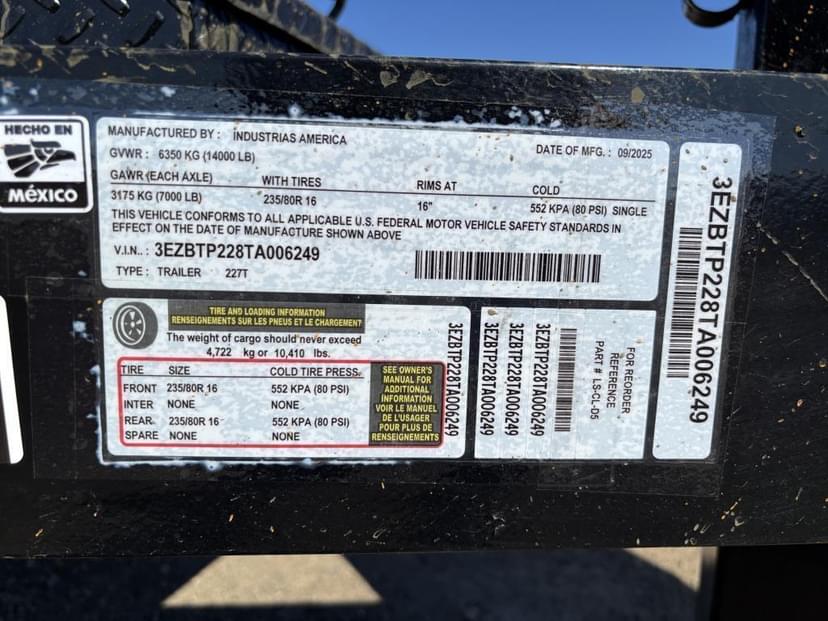 HECHO EN
MÉXICO
MANUFACTURED BY : INDUSTRIAS AMERICA
DATE OF MFG. : 09/2025
GVWR : 6350 KG (14000 LB)
GAWR (EACH AXLE) WITH TIRES RIMS AT COLD
3175 KG (7000 LB) 235/80R 16 16" 552 KPA (80 PSI) SINGLE
THIS VEHICLE CONFORMS TO ALL APPLICABLE U.S. FEDERAL MOTOR VEHICLE SAFETY STANDARDS IN
EFFECT ON THE DATE OF MANUFACTURE SHOWN ABOVE
V.I.N.: 3EZBTP228TA006249
TYPE : TRAILER 227T
TIRE AND LOADING INFORMATION
RENSEIGNEMENTS SUR LES PNEUS ET LE CHARGEMENT
The weight of cargo should never exceed
4,722 kg or 10,410 lbs.
TIRE SIZE COLD TIRE PRESS.
FRONT 235/80R 16 552 KPA (80 PSI)
INTER NONE NONE
REAR 235/80R 16 552 KPA (80 PSI)
SPARE NONE NONE
SEE OWNER'S
MANUAL FOR
ADDITIONAL
INFORMATION
VOIR LE MANUEL
DE L'USAGER
POUR PLUS DE
RENSEIGNEMENTS
3EZBTP228TA006249
3EZBTP228TA006249
3EZBTP228TA006249
3EZBTP228TA006249
FOR REORDER
REFERENCE
PART # LS-CL-D5
3EZBTP228TA006249